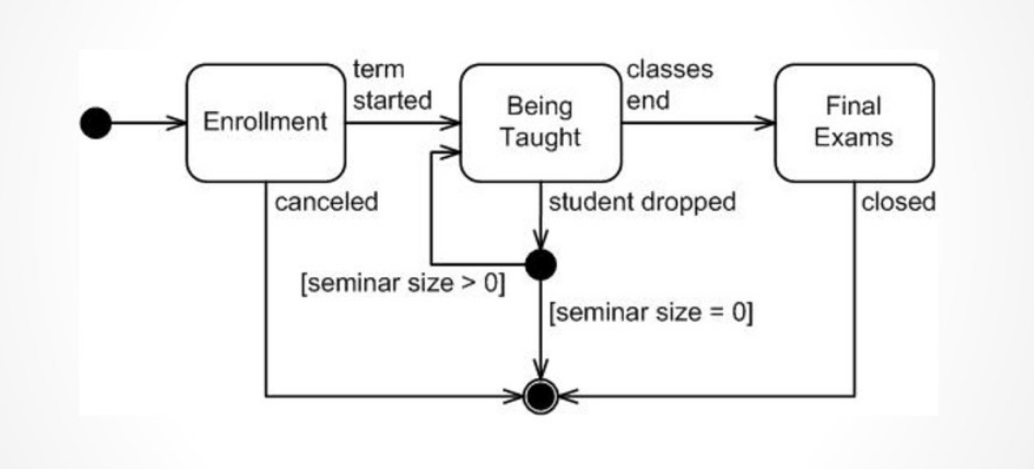 term
started
classes
end
Enrollment
Being
Taught
Final
Exams
canceled
student dropped
closed
[seminar size > 0]
[seminar size = 0]